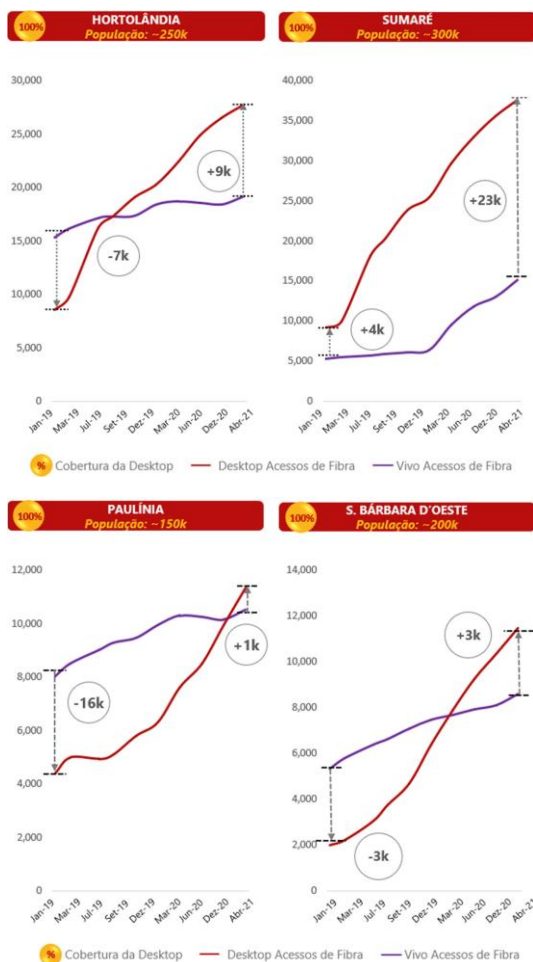 100%
HORTOLÂNDIA
População: ~250k
30,000
25,000
20,000
15,000
10,000
5,000
0
+9k
-7k
Jan-19
Mar-19
Jul-19
Set-19
Dez-19
Mar-20
Jun-20
Dez-20
Abr-21
100%
SUMARÉ
População: ~300k
40,000
35,000
30,000
25,000
20,000
15,000
10,000
5,000
0
+23k
+4k
Jan-19
Mar-19
Jul-19
Set-19
Dez-19
Mar-20
Jun-20
Dez-20
Abr-21
% Cobertura da Desktop Desktop Acessos de Fibra Vivo Acessos de Fibra
100%
PAULÍNIA
População: ~150k
12,000
10,000
8,000
6,000
4,000
2,000
0
+1k
-16k
Jan-19
Mar-19
Jul-19
Set-19
Dez-19
Mar-20
Jun-20
Dez-20
Abr-21
100%
S. BÁRBARA D'OESTE
População: ~200k
14,000
12,000
10,000
8,000
6,000
4,000
2,000
0
+3k
-3k
Jan-19
Mar-19
Jul-19
Set-19
Dez-19
Mar-20
Jun-20
Dez-20
Abr-21
% Cobertura da Desktop Desktop Acessos de Fibra Vivo Acessos de Fibra